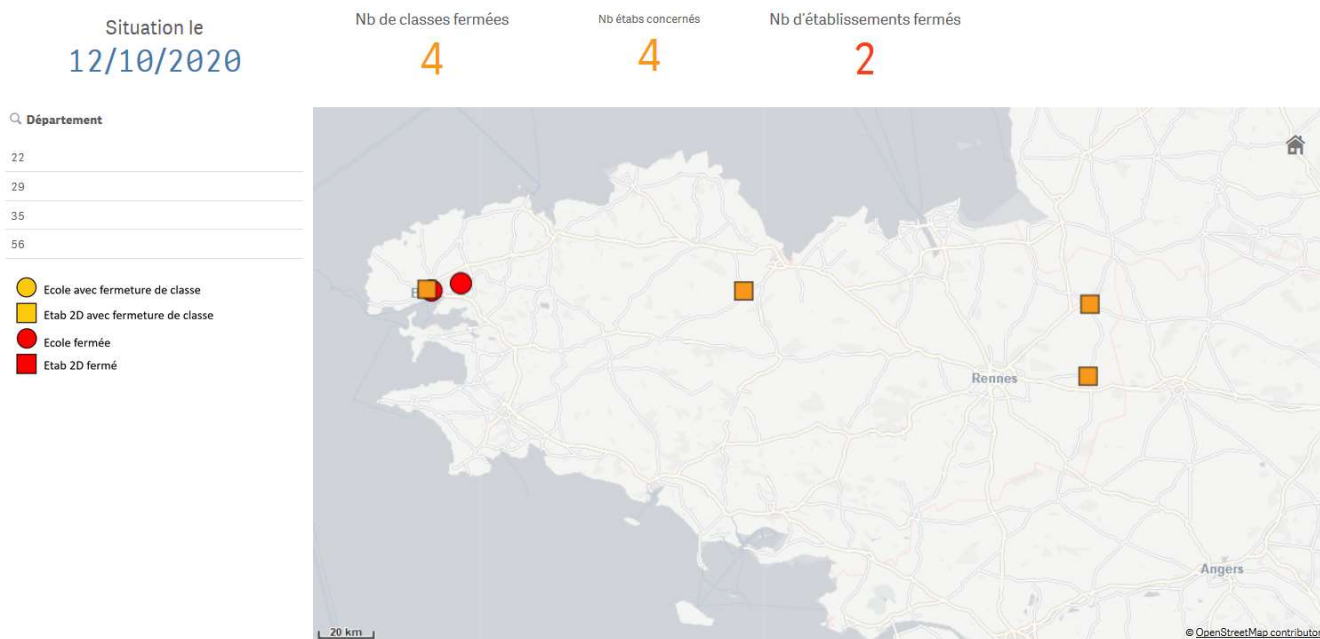 Situation le
12/10/2020
Nb de classes fermées
4
Nb étabs concernés
4
Nb d'établissements fermés
2
Département
22
29
35
56
Ecole avec fermeture de classe
Etab 2D avec fermeture de classe
Ecole fermée
Etab 2D fermé
Rennes
Angers
20 km
© OpenStreetMap contributor